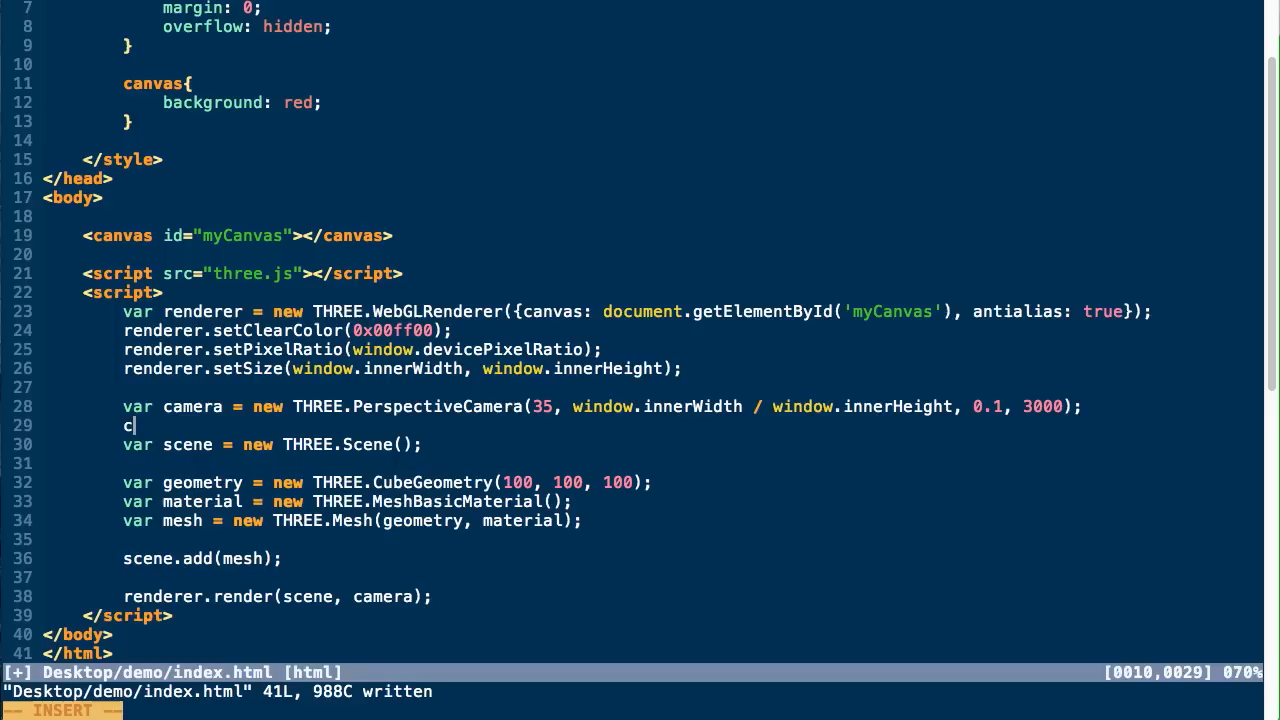 7             margin: 0;
8             overflow: hidden;
9         }
10
11         canvas{
12             background: red;
13         }
14
15     </style>
16 </head>
17 <body>
18
19     <canvas id="myCanvas"></canvas>
20
21     <script src="three.js"></script>
22     <script>
23         var renderer = new THREE.WebGLRenderer({canvas: document.getElementById('myCanvas'), antialias: true});
24         renderer.setClearColor(0x00ff00);
25         renderer.setPixelRatio(window.devicePixelRatio);
26         renderer.setSize(window.innerWidth, window.innerHeight);
27
28         var camera = new THREE.PerspectiveCamera(35, window.innerWidth / window.innerHeight, 0.1, 3000);
29         c
30         var scene = new THREE.Scene();
31
32         var geometry = new THREE.CubeGeometry(100, 100, 100);
33         var material = new THREE.MeshBasicMaterial();
34         var mesh = new THREE.Mesh(geometry, material);
35
36         scene.add(mesh);
37
38         renderer.render(scene, camera);
39     </script>
40 </body>
41 </html>
[+] Desktop/demo/index.html [html] [0010,0029] 070%
"Desktop/demo/index.html" 41L, 988C written
-- INSERT --